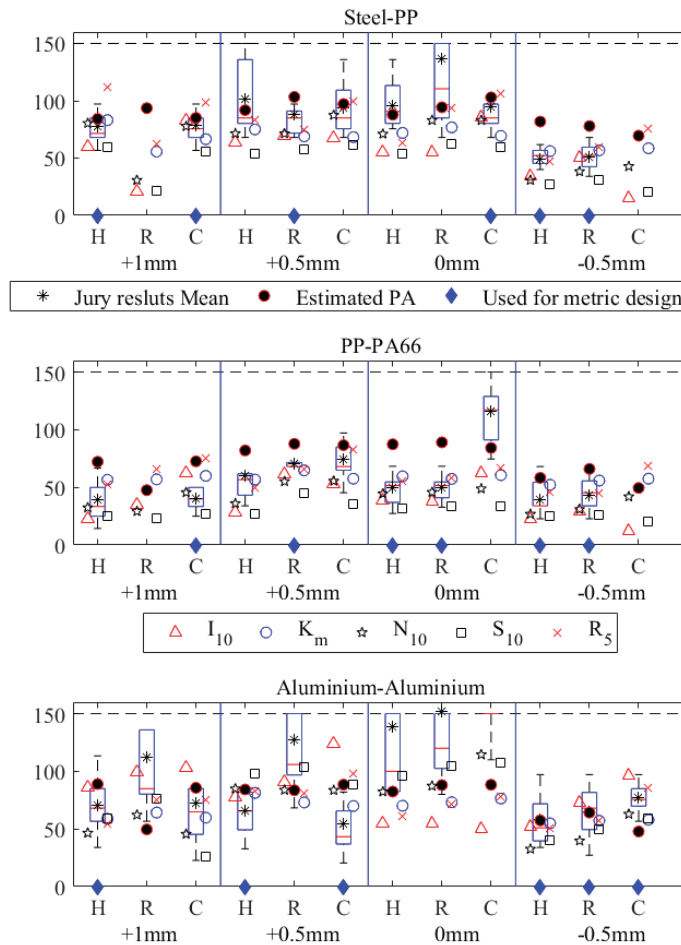 Steel-PP
150
100
50
0
H R C H R C H R C H R C
+1mm +0.5mm 0mm -0.5mm
Jury resluts Mean Estimated PA Used for metric design
PP-PA66
150
100
50
0
H R C H R C H R C H R C
+1mm +0.5mm 0mm -0.5mm
I10 Km N10 S10 R5
Aluminium-Aluminium
150
100
50
0
H R C H R C H R C H R C
+1mm +0.5mm 0mm -0.5mm